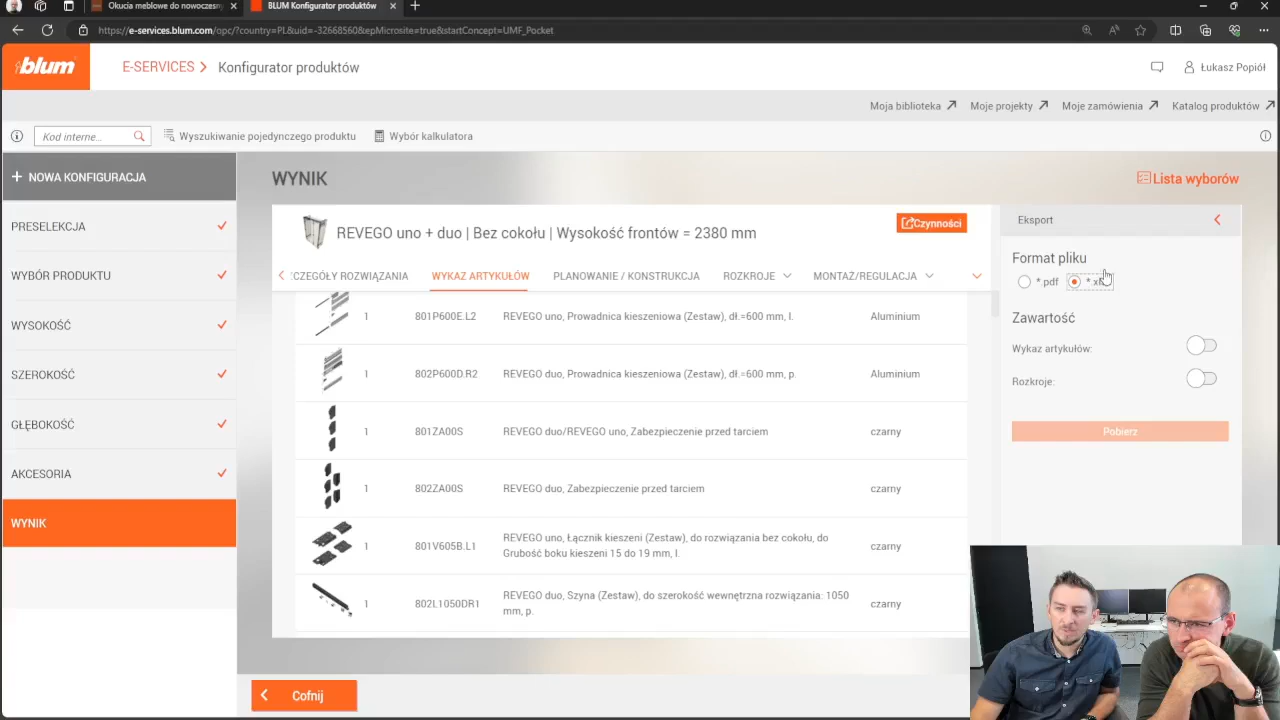 Okucia meblowe do nowoczesn
BLUM Konfigurator produktów
https://e-services.blum.com/opc/?country=PL&uid=-32668560&epMicrosite=true&startConcept=UMF_Pocket
blum
E-SERVICES
Konfigurator produktów
Łukasz Popiół
Moja biblioteka
Moje projekty
Moje zamówienia
Katalog produktów
Kod interne...
Wyszukiwanie pojedynczego produktu
Wybór kalkulatora
+ NOWA KONFIGURACJA
PRESELEKCJA
WYBÓR PRODUKTU
WYSOKOŚĆ
SZEROKOŚĆ
GŁĘBOKOŚĆ
AKCESORIA
WYNIK
WYNIK
Lista wyborów
REVEGO uno + duo | Bez cokołu | Wysokość frontów = 2380 mm
Czynności
CZEGÓŁY ROZWIĄZANIA
WYKAZ ARTYKUŁÓW
PLANOWANIE / KONSTRUKCJA
ROZKROJE
MONTAŻ/REGULACJA
1 801P600E.L2 REVEGO uno, Prowadnica kieszeniowa (Zestaw), dł.=600 mm, l. Aluminium
1 802P600D.R2 REVEGO duo, Prowadnica kieszeniowa (Zestaw), dł.=600 mm, p. Aluminium
1 801ZA00S REVEGO duo/REVEGO uno, Zabezpieczenie przed tarciem czarny
1 802ZA00S REVEGO duo, Zabezpieczenie przed tarciem czarny
1 801V605B.L1 REVEGO uno, Łącznik kieszeni (Zestaw), do rozwiązania bez cokołu, do czarny
Grubość boku kieszeni 15 do 19 mm, l.
1 802L1050DR1 REVEGO duo, Szyna (Zestaw), do szerokość wewnętrzna rozwiązania: 1050 czarny
mm, p.
Eksport
Format pliku
* pdf
Zawartość
Wykaz artykułów:
Rozkroje:
Pobierz
Cofnij